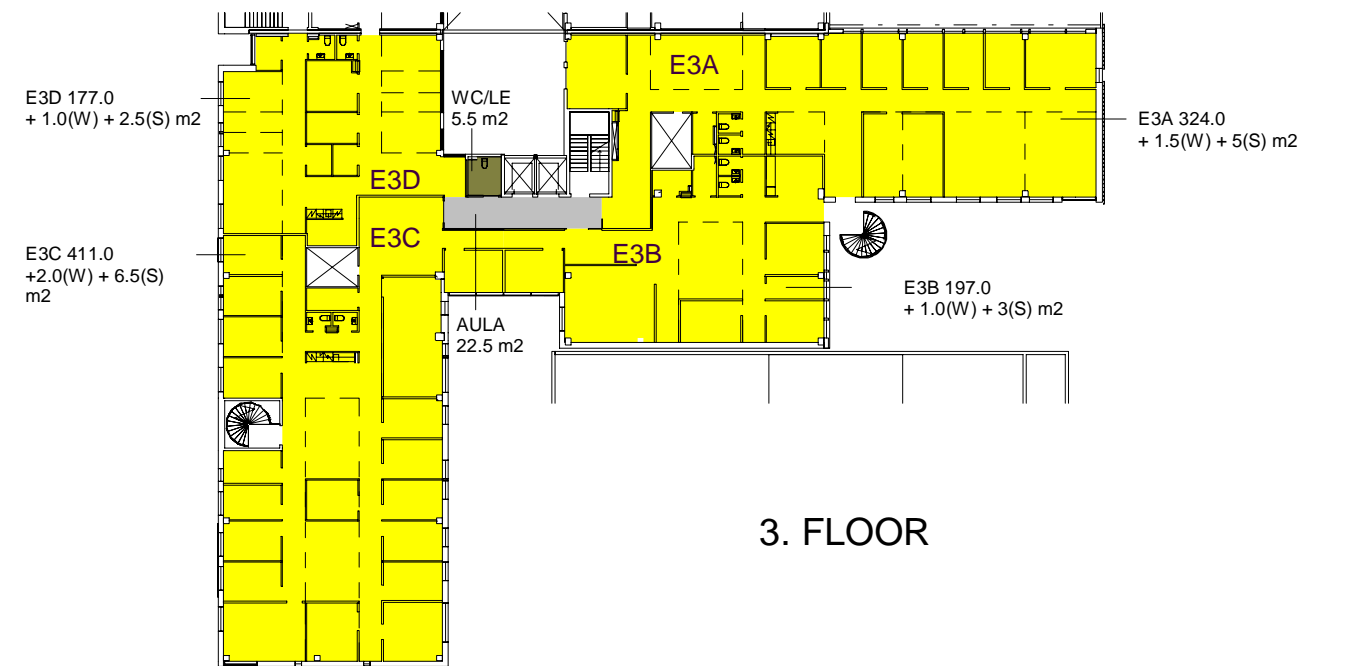 E3A
E3D 177.0
+ 1.0(W) + 2.5(S) m2
WC/LE
5.5 m2
E3A 324.0
+ 1.5(W) + 5(S) m2
E3D
E3C
E3B
E3C 411.0
+2.0(W) + 6.5(S)
m2
E3B 197.0
+ 1.0(W) + 3(S) m2
AULA
22.5 m2
3. FLOOR